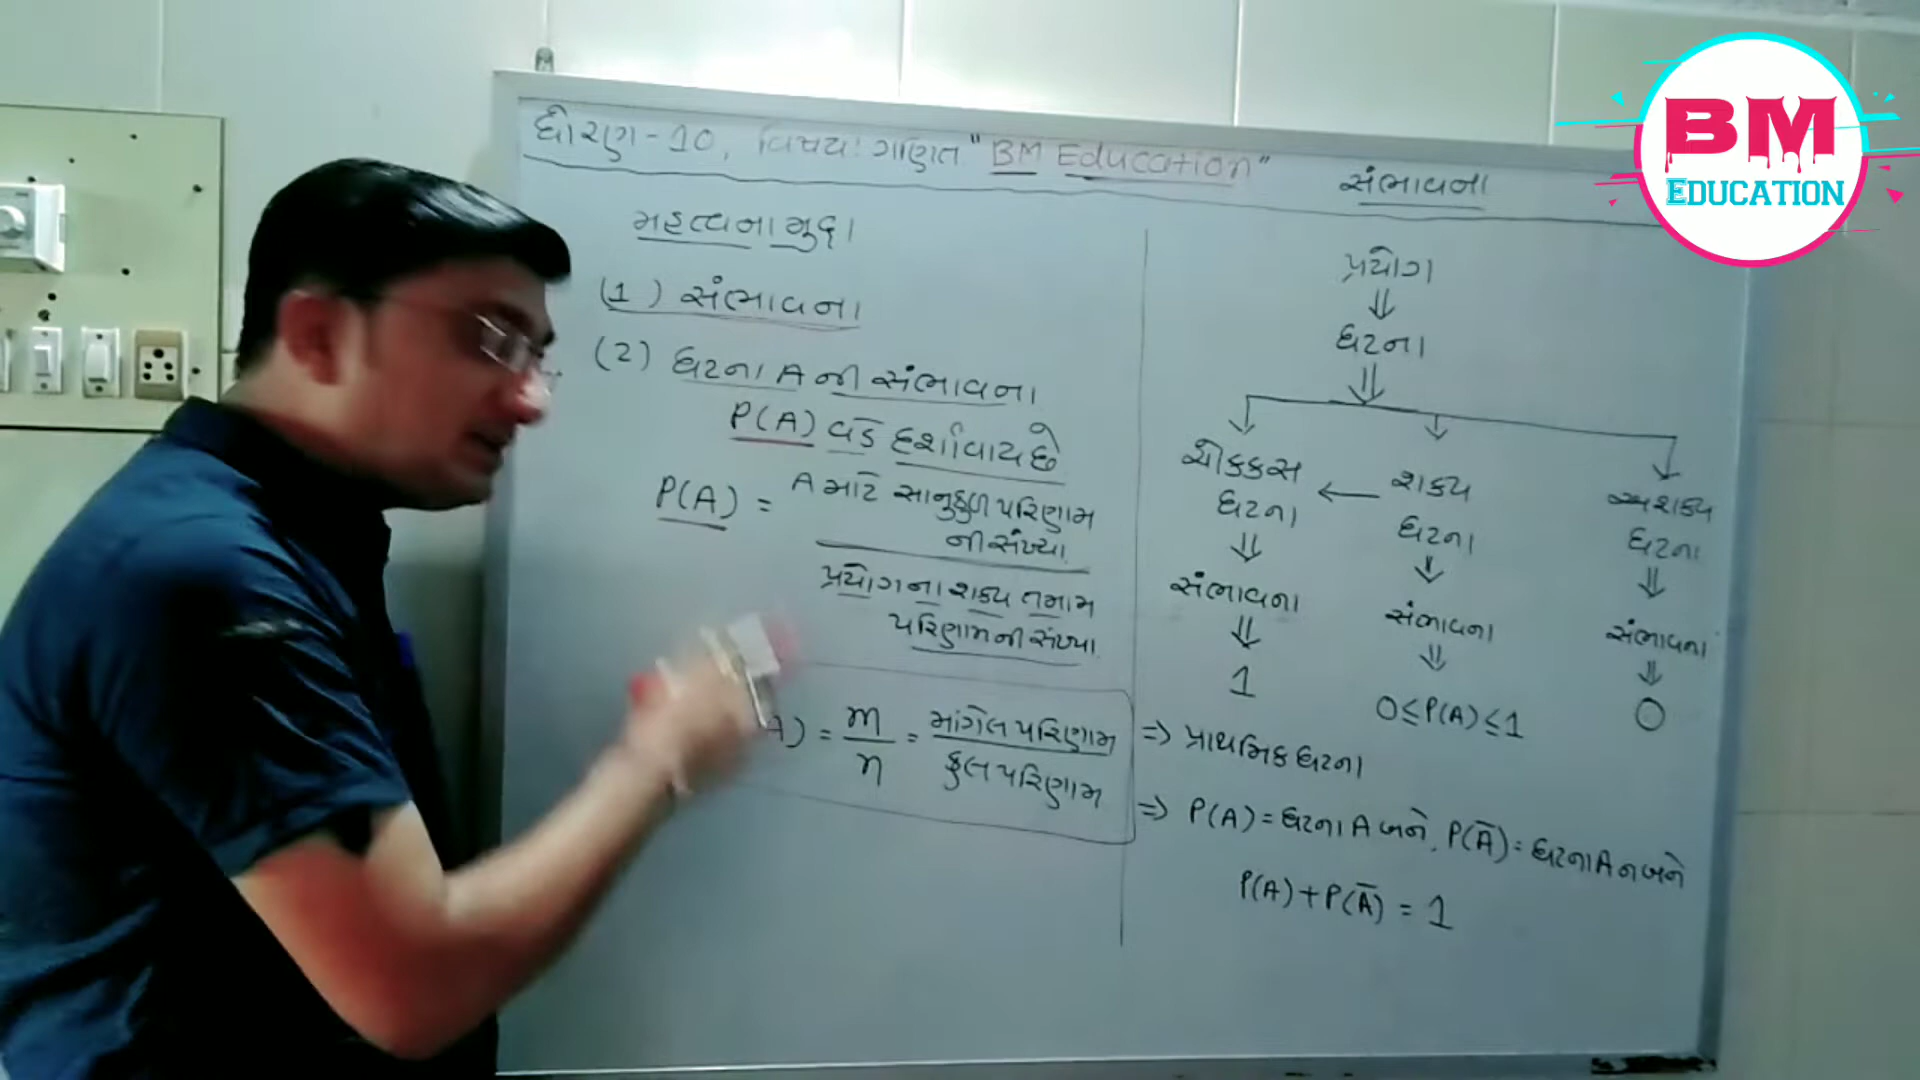 ધોરણ-10, વિષય: ગણિત "BM Education"
સંભાવના
મહત્વના મુદ્દા
(1) સંભાવના
(2) ઘટના A ની સંભાવના
P(A) વડે દર્શાવાય છે
P(A) = A માટે સાનુકુળ પરિણામ
ની સંખ્યા
પ્રયોગના શક્ય તમામ
પરિણામની સંખ્યા
A) = m/n = માંગેલ પરિણામ / કુલ પરિણામ
પ્રયોગ
⇓
ઘટના
⇓
ચોક્કસ ← શક્ય અશક્ય
ઘટના ઘટના ઘટના
⇓ ⇓ ⇓
સંભાવના સંભાવના સંભાવના
⇓ ⇓ ⇓
1 0≤P(A)≤1 0
⇒ પ્રાથમિક ઘટના
⇒ P(A) = ઘટના A બને, P(Ā) = ઘટના A ન બને
P(A)+P(Ā) = 1
BM
EDUCATION